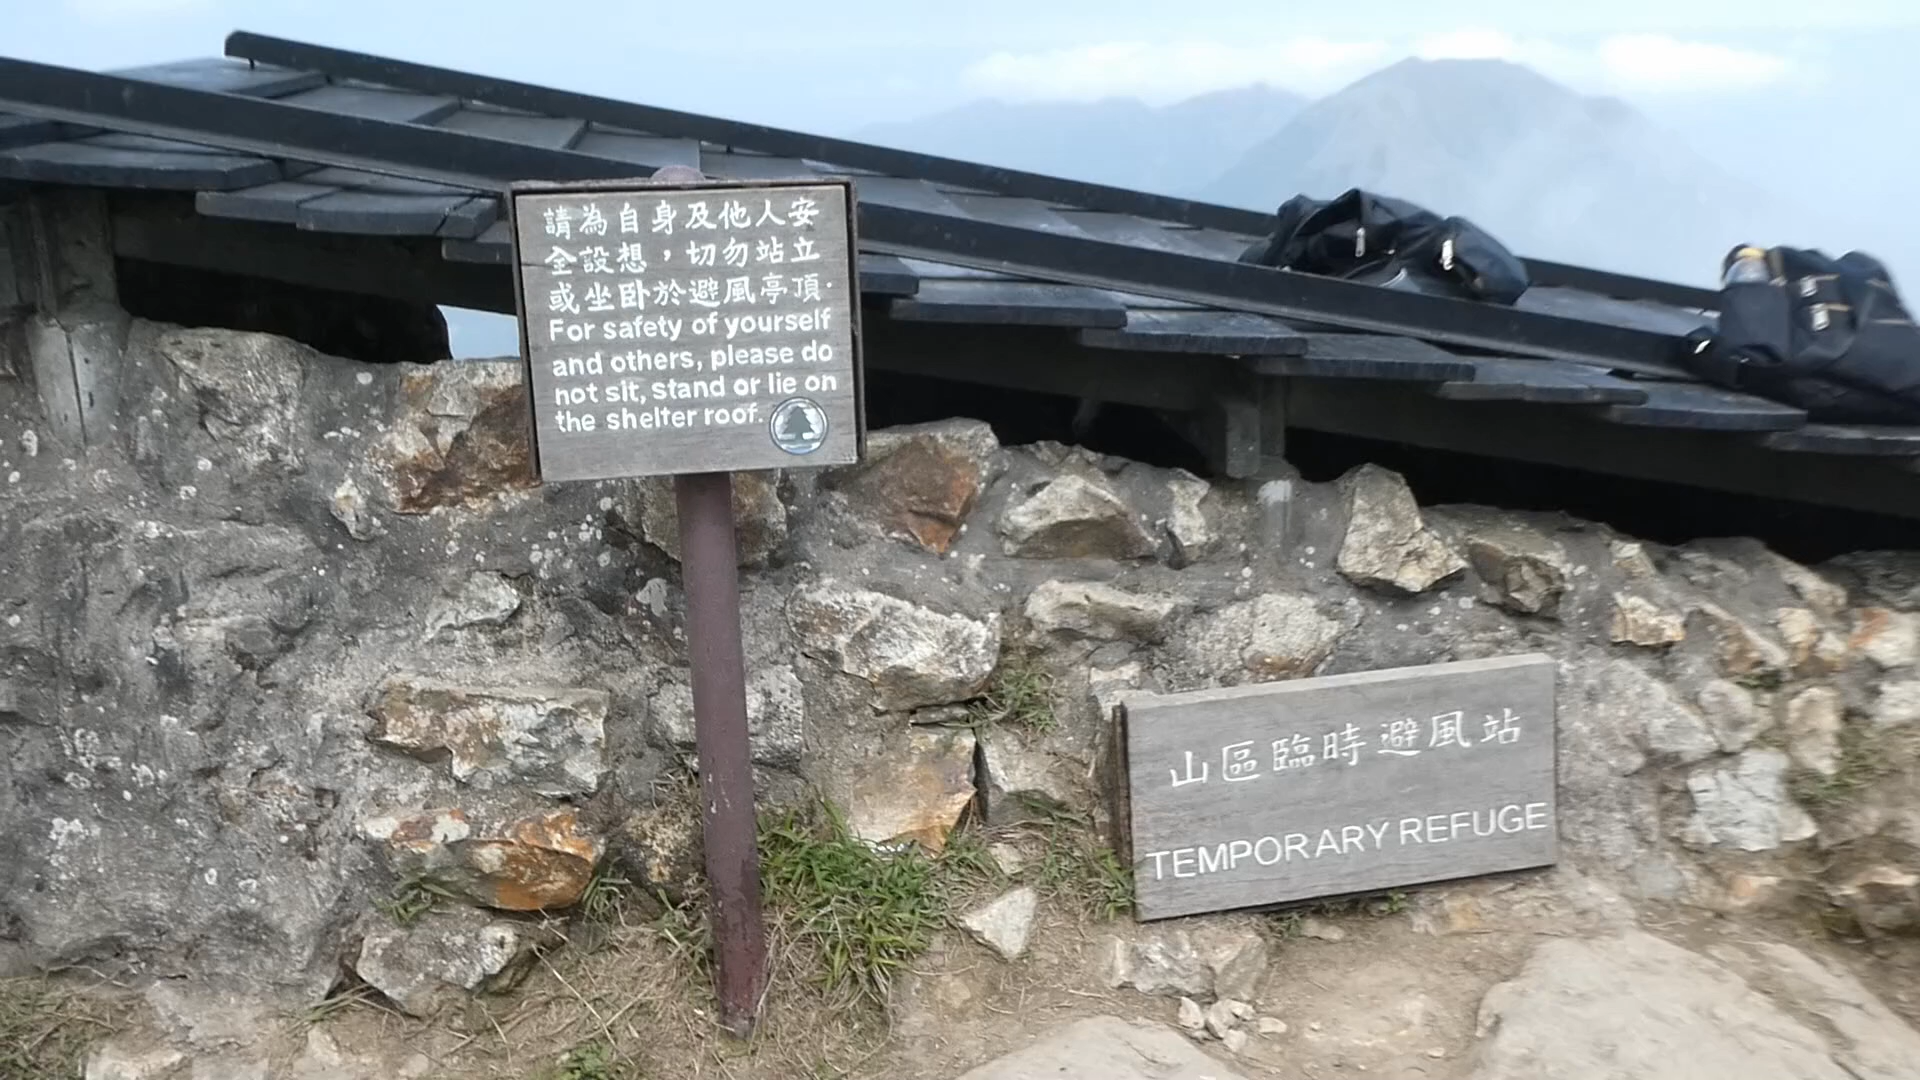 請為自身及他人安
全設想，切勿站立
或坐卧於避風亭頂·
For safety of yourself
and others, please do
not sit, stand or lie on
the shelter roof.
山區臨時避風站
TEMPORARY REFUGE